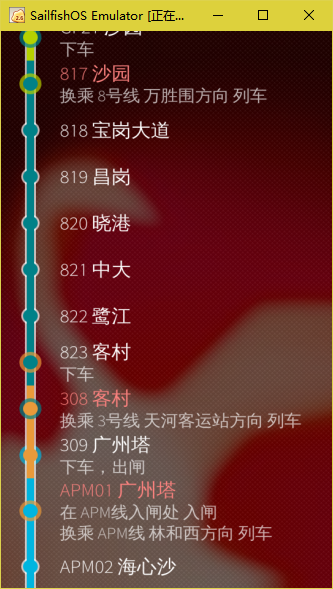 SailfishOS Emulator [正在...
GF21 沙园
下车
817 沙园
换乘 8号线 万胜围方向 列车
818 宝岗大道
819 昌岗
820 晓港
821 中大
822 鹭江
823 客村
下车
308 客村
换乘 3号线 天河客运站方向 列车
309 广州塔
下车，出闸
APM01 广州塔
在 APM线入闸处 入闸
换乘 APM线 林和西方向 列车
APM02 海心沙